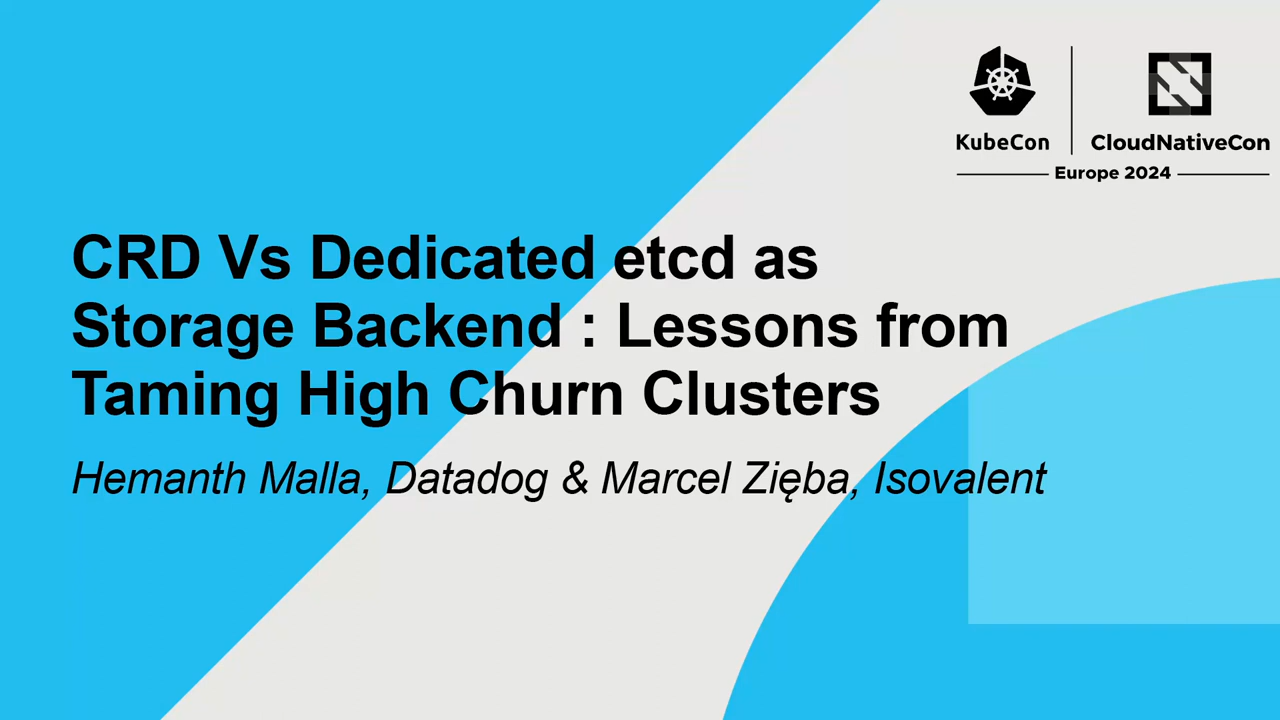 KubeCon
CloudNativeCon
Europe 2024
CRD Vs Dedicated etcd as
Storage Backend : Lessons from
Taming High Churn Clusters
Hemanth Malla, Datadog & Marcel Zięba, Isovalent